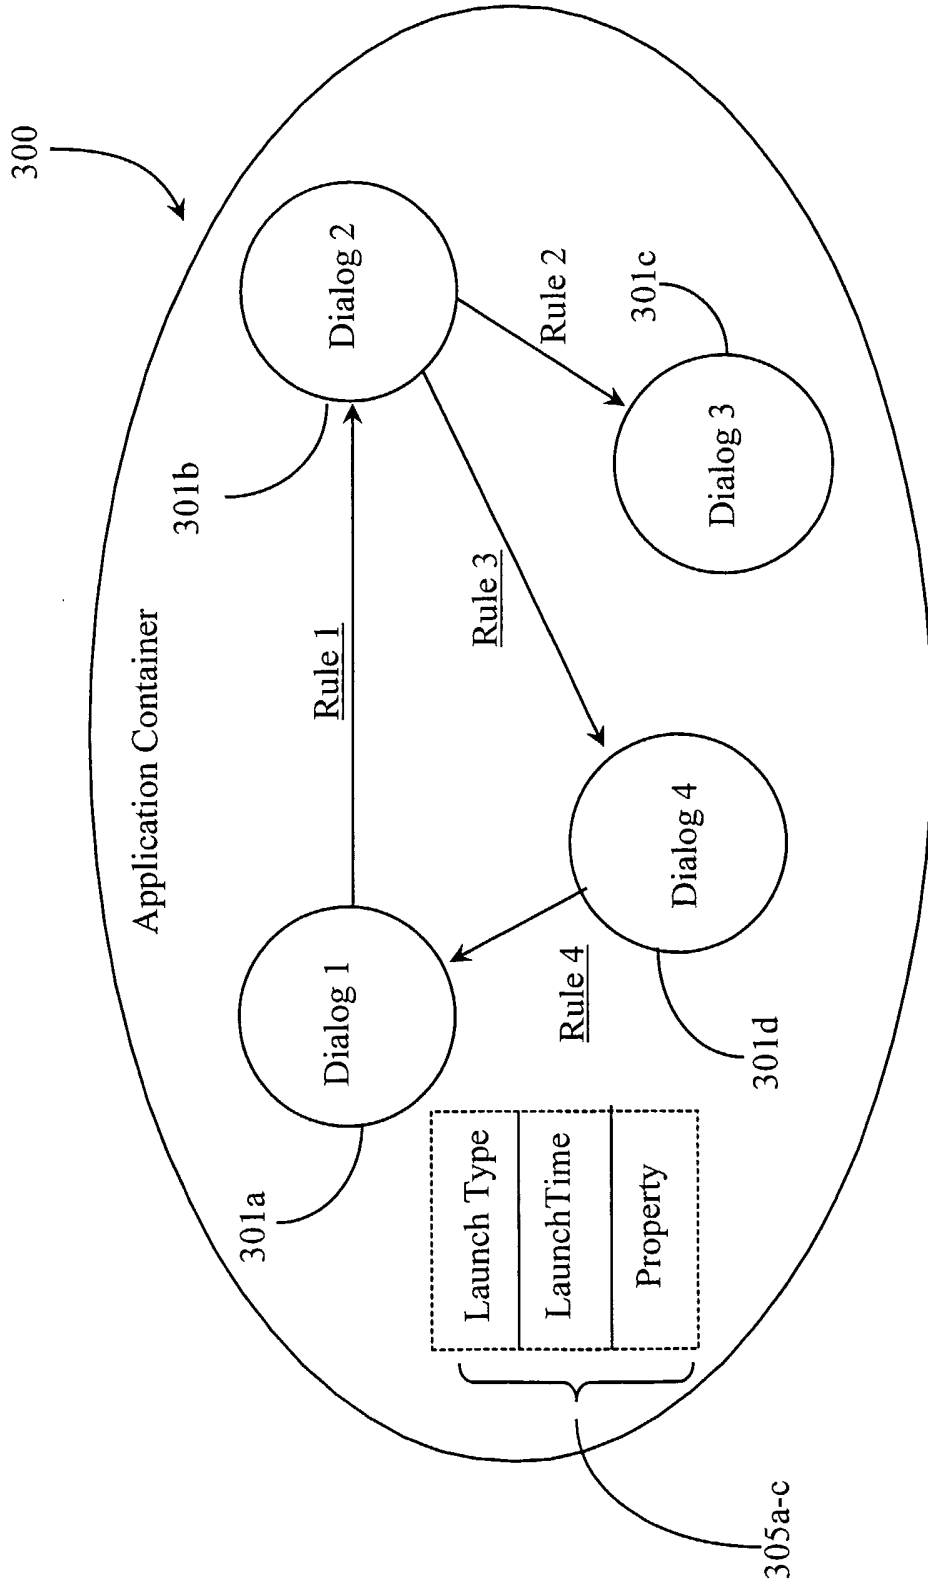 300
Application Container
301b
Dialog 2
Rule 1
Rule 3
Rule 2
301c
Dialog 1
301a
Rule 4
Dialog 4
Dialog 3
301d
Launch Type
LaunchTime
Property
305a-c